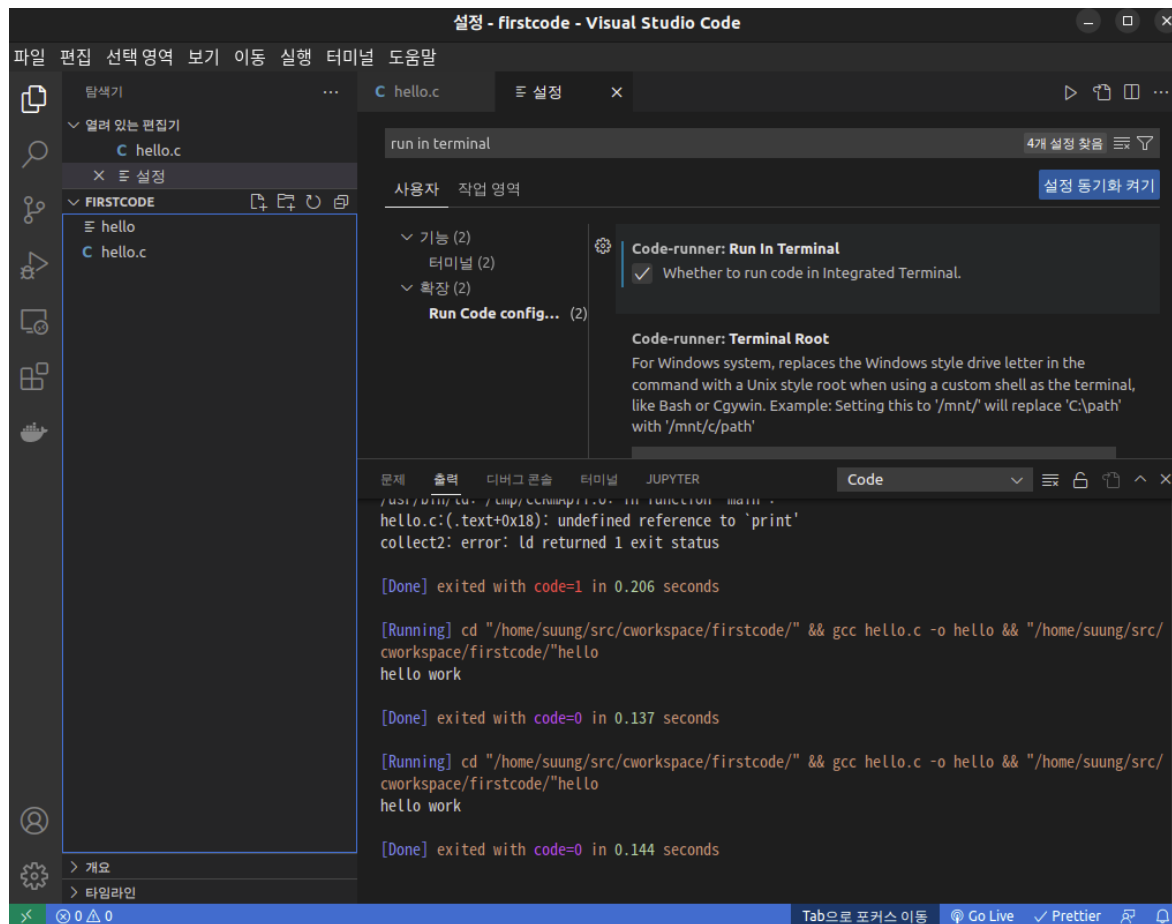 설정 - firstcode - Visual Studio Code
파일 편집 선택 영역 보기 이동 실행 터미널 도움말
탐색기
열려 있는 편집기
C hello.c
설정
FIRSTCODE
hello
C hello.c
개요
타임라인
C hello.c
설정
run in terminal
4개 설정 찾음
사용자 작업 영역
설정 동기화 켜기
기능 (2)
터미널 (2)
확장 (2)
Run Code config... (2)
Code-runner: Run In Terminal
Whether to run code in Integrated Terminal.
Code-runner: Terminal Root
For Windows system, replaces the Windows style drive letter in the
command with a Unix style root when using a custom shell as the terminal,
like Bash or Cgywin. Example: Setting this to '/mnt/' will replace 'C:\path'
with '/mnt/c/path'
문제 출력 디버그 콘솔 터미널 JUPYTER
Code
hello.c:(.text+0x18): undefined reference to `print'
collect2: error: ld returned 1 exit status
[Done] exited with code=1 in 0.206 seconds
[Running] cd "/home/suung/src/cworkspace/firstcode/" && gcc hello.c -o hello && "/home/suung/src/
cworkspace/firstcode/"hello
hello work
[Done] exited with code=0 in 0.137 seconds
[Running] cd "/home/suung/src/cworkspace/firstcode/" && gcc hello.c -o hello && "/home/suung/src/
cworkspace/firstcode/"hello
hello work
[Done] exited with code=0 in 0.144 seconds
0 0
Tab으로 포커스 이동 Go Live Prettier